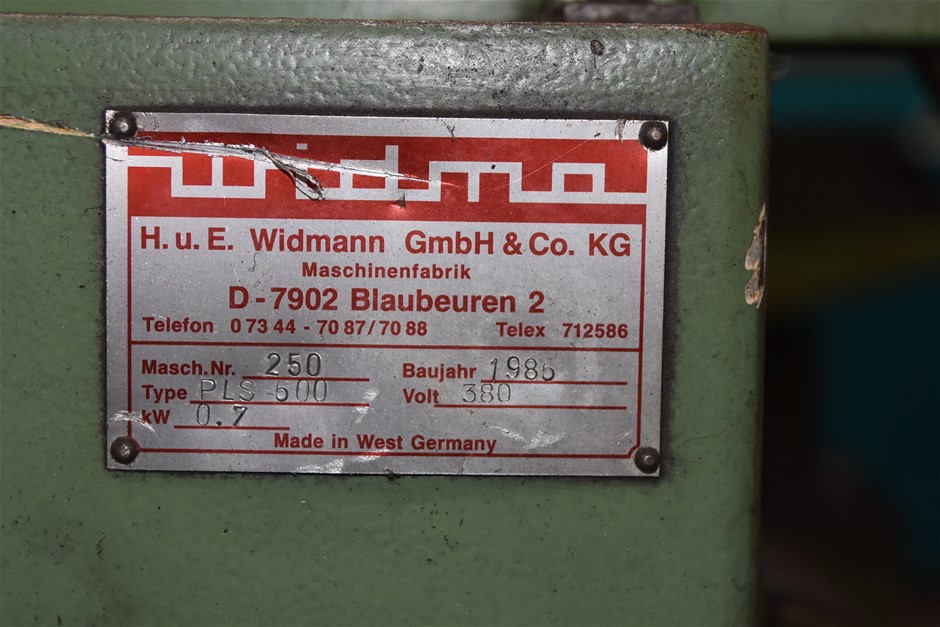 widma
H. u. E. Widmann GmbH & Co. KG
Maschinenfabrik
D-7902 Blaubeuren 2
Telefon 0 73 44 - 70 87/70 88 Telex 712586
Masch.Nr. 250 Baujahr 1985
Type PLS-500 Volt 380
kW 0.7
Made in West Germany